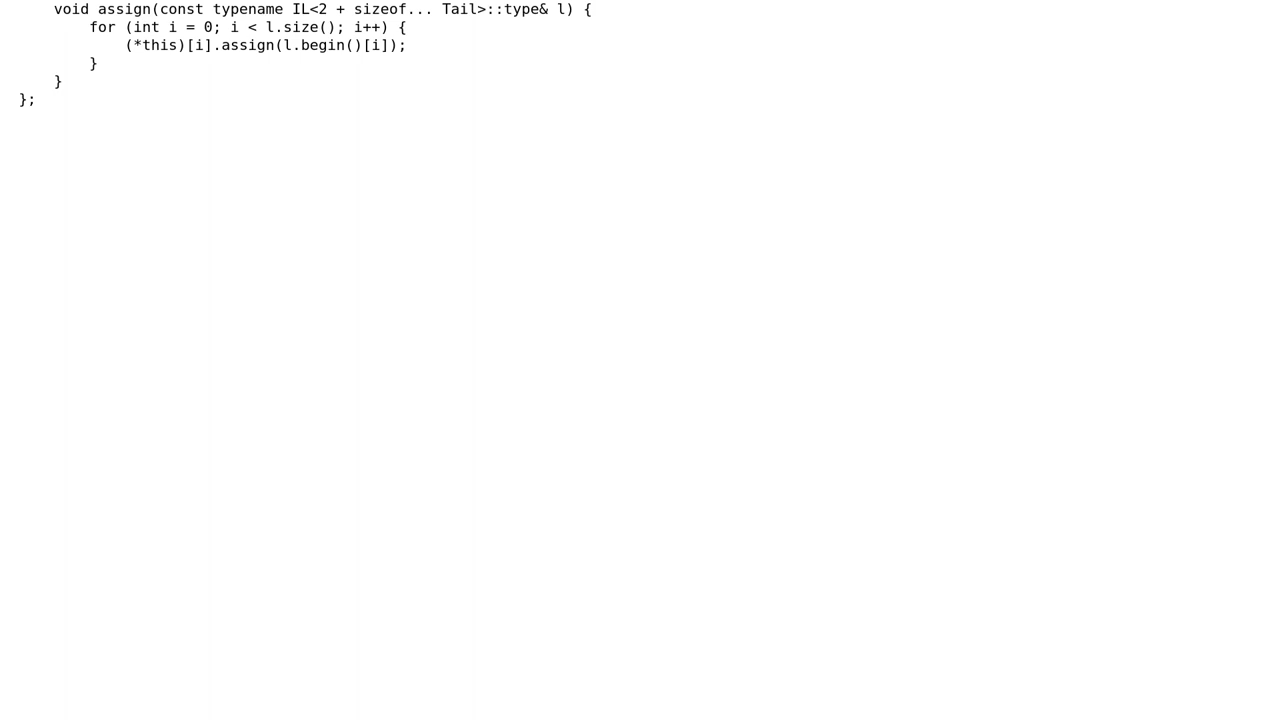 void assign(const typename IL<2 + sizeof... Tail>::type& l) {
        for (int i = 0; i < l.size(); i++) {
            (*this)[i].assign(l.begin()[i]);
        }
    }
};